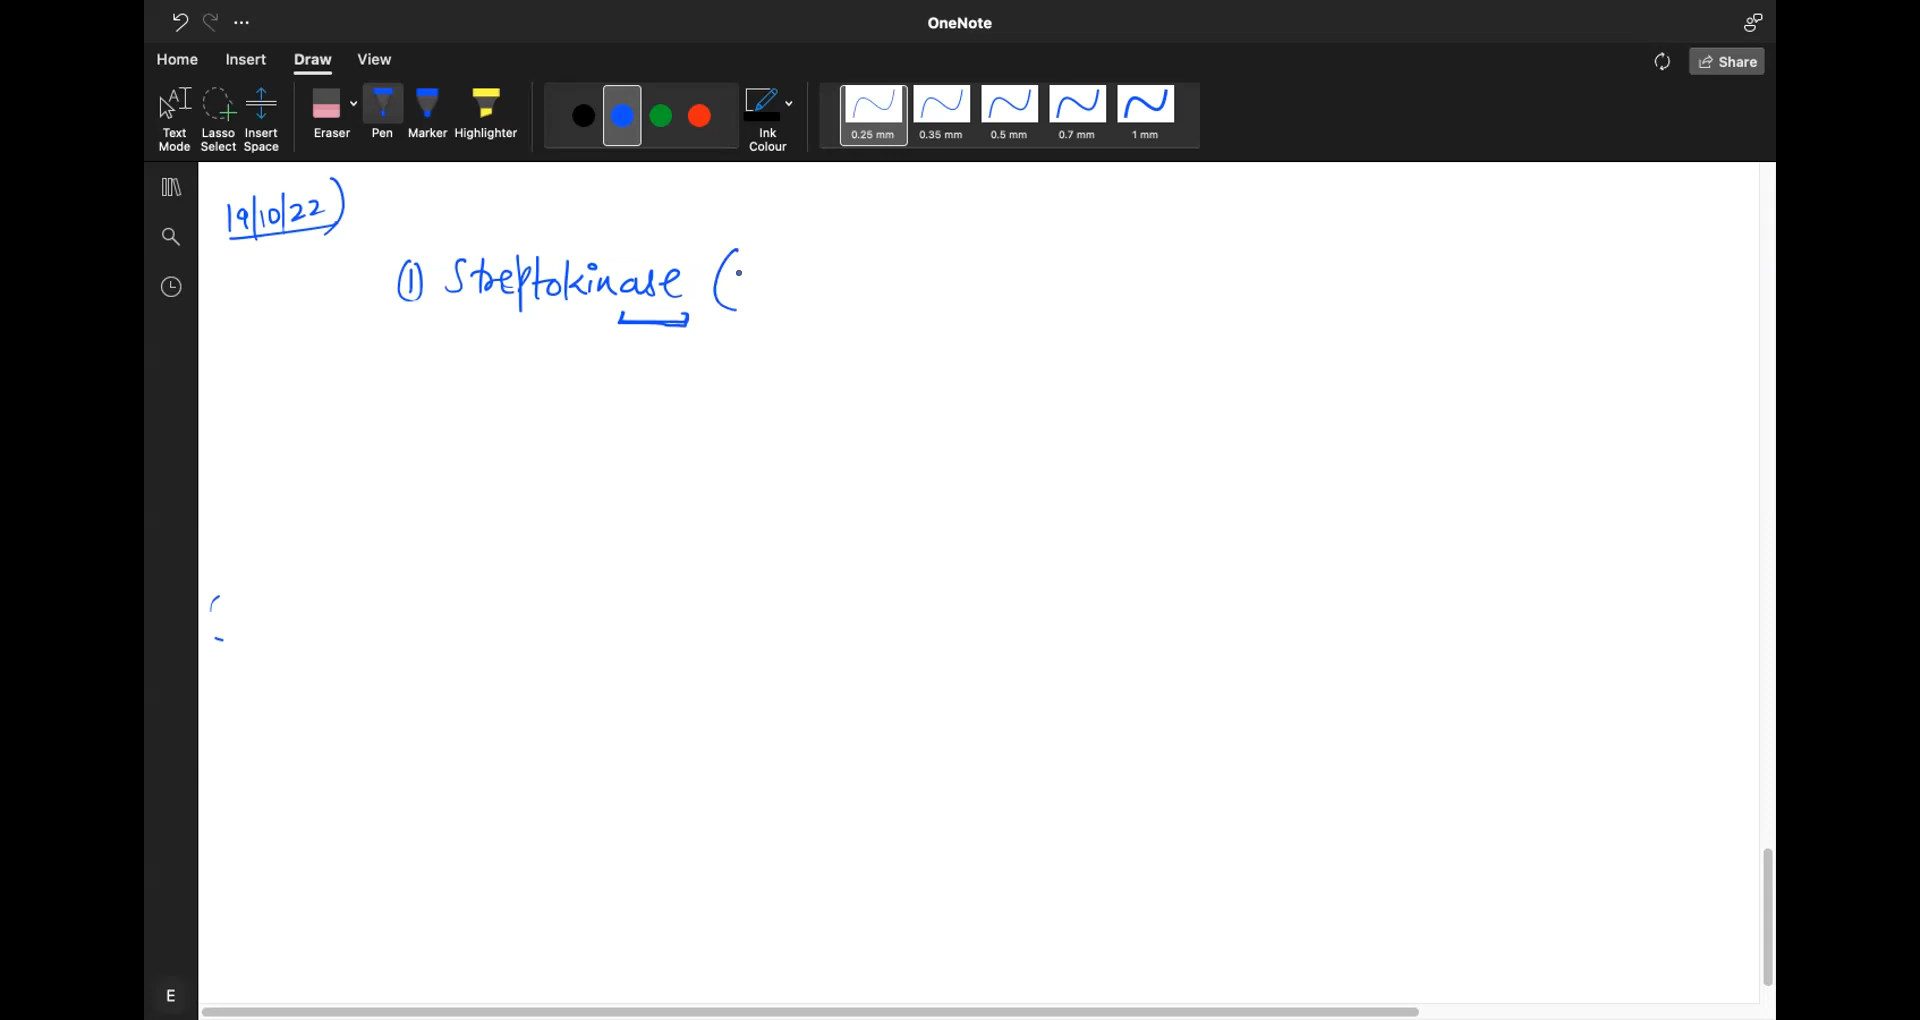 OneNote
Home Insert Draw View
Share
Text Mode Lasso Select Insert Space Eraser Pen Marker Highlighter Ink Colour 0.25 mm 0.35 mm 0.5 mm 0.7 mm 1 mm
19/10/22)
① Streptokinase (
E